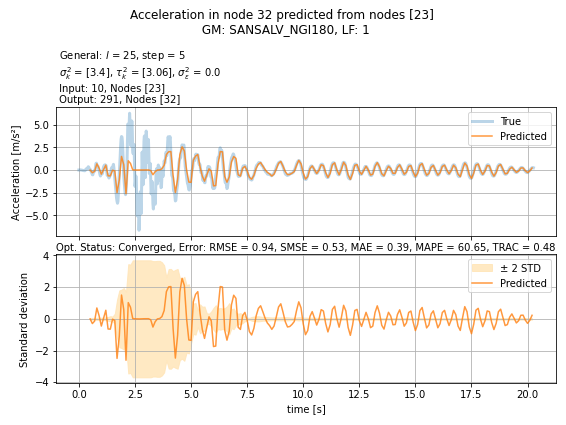 Acceleration in node 32 predicted from nodes [23]
GM: SANSALV_NGI180, LF: 1
General: l = 25, step = 5
σ²ₖ = [3.4], τ²ₖ = [3.06], σ²ε = 0.0
Input: 10, Nodes [23]
Output: 291, Nodes [32]
Acceleration [m/s²]
5.0
2.5
0.0
−2.5
−5.0
True
Predicted
Opt. Status: Converged, Error: RMSE = 0.94, SMSE = 0.53, MAE = 0.39, MAPE = 60.65, TRAC = 0.48
Standard deviation
4
2
0
−2
−4
± 2 STD
Predicted
0.0 2.5 5.0 7.5 10.0 12.5 15.0 17.5 20.0
time [s]